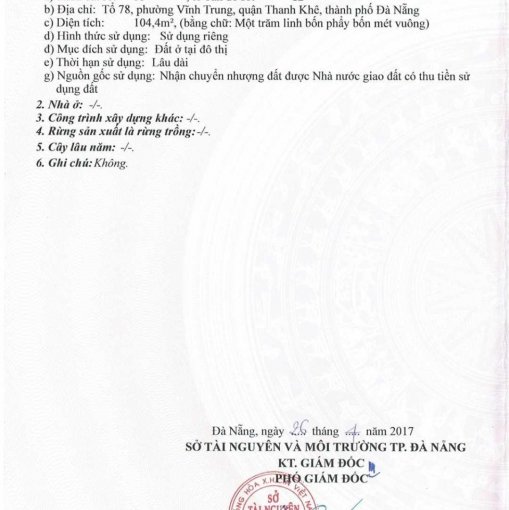 b) Địa chỉ: Tổ 78, phường Vĩnh Trung, quận Thanh Khê, thành phố Đà Nẵng
c) Diện tích: 104,4m², (bằng chữ: Một trăm linh bốn phẩy bốn mét vuông)
d) Hình thức sử dụng: Sử dụng riêng
đ) Mục đích sử dụng: Đất ở tại đô thị
e) Thời hạn sử dụng: Lâu dài
g) Nguồn gốc sử dụng: Nhận chuyển nhượng đất được Nhà nước giao đất có thu tiền sử
dụng đất
2. Nhà ở: -/-.
3. Công trình xây dựng khác: -/-.
4. Rừng sản xuất là rừng trồng: -/-.
5. Cây lâu năm: -/-.
6. Ghi chú: Không.
Đà Nẵng, ngày 26 tháng năm 2017
SỞ TÀI NGUYÊN VÀ MÔI TRƯỜNG TP. ĐÀ NẴNG
KT. GIÁM ĐỐC
PHÓ GIÁM ĐỐC
HÒA X.H VIỆT
SỞ
TÀI NGUYÊN